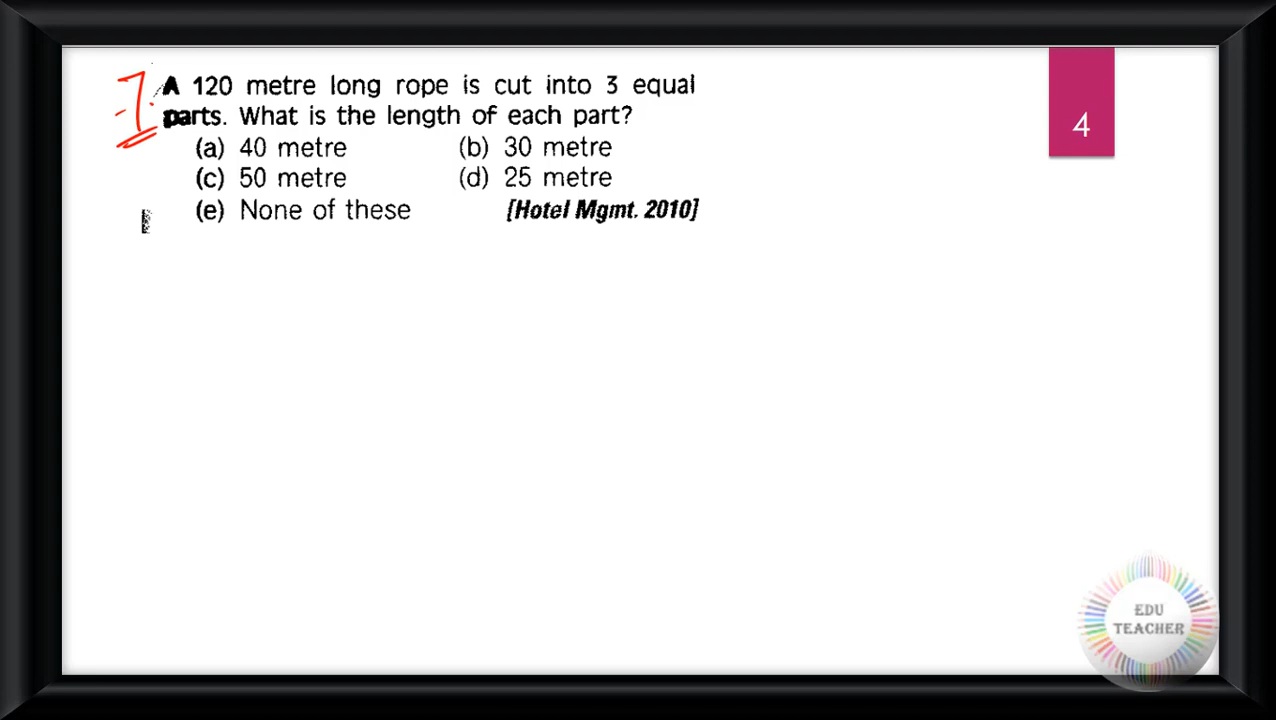 7.
A 120 metre long rope is cut into 3 equal
parts. What is the length of each part?
(a) 40 metre (b) 30 metre
(c) 50 metre (d) 25 metre
(e) None of these [Hotel Mgmt. 2010]
4
EDU
TEACHER